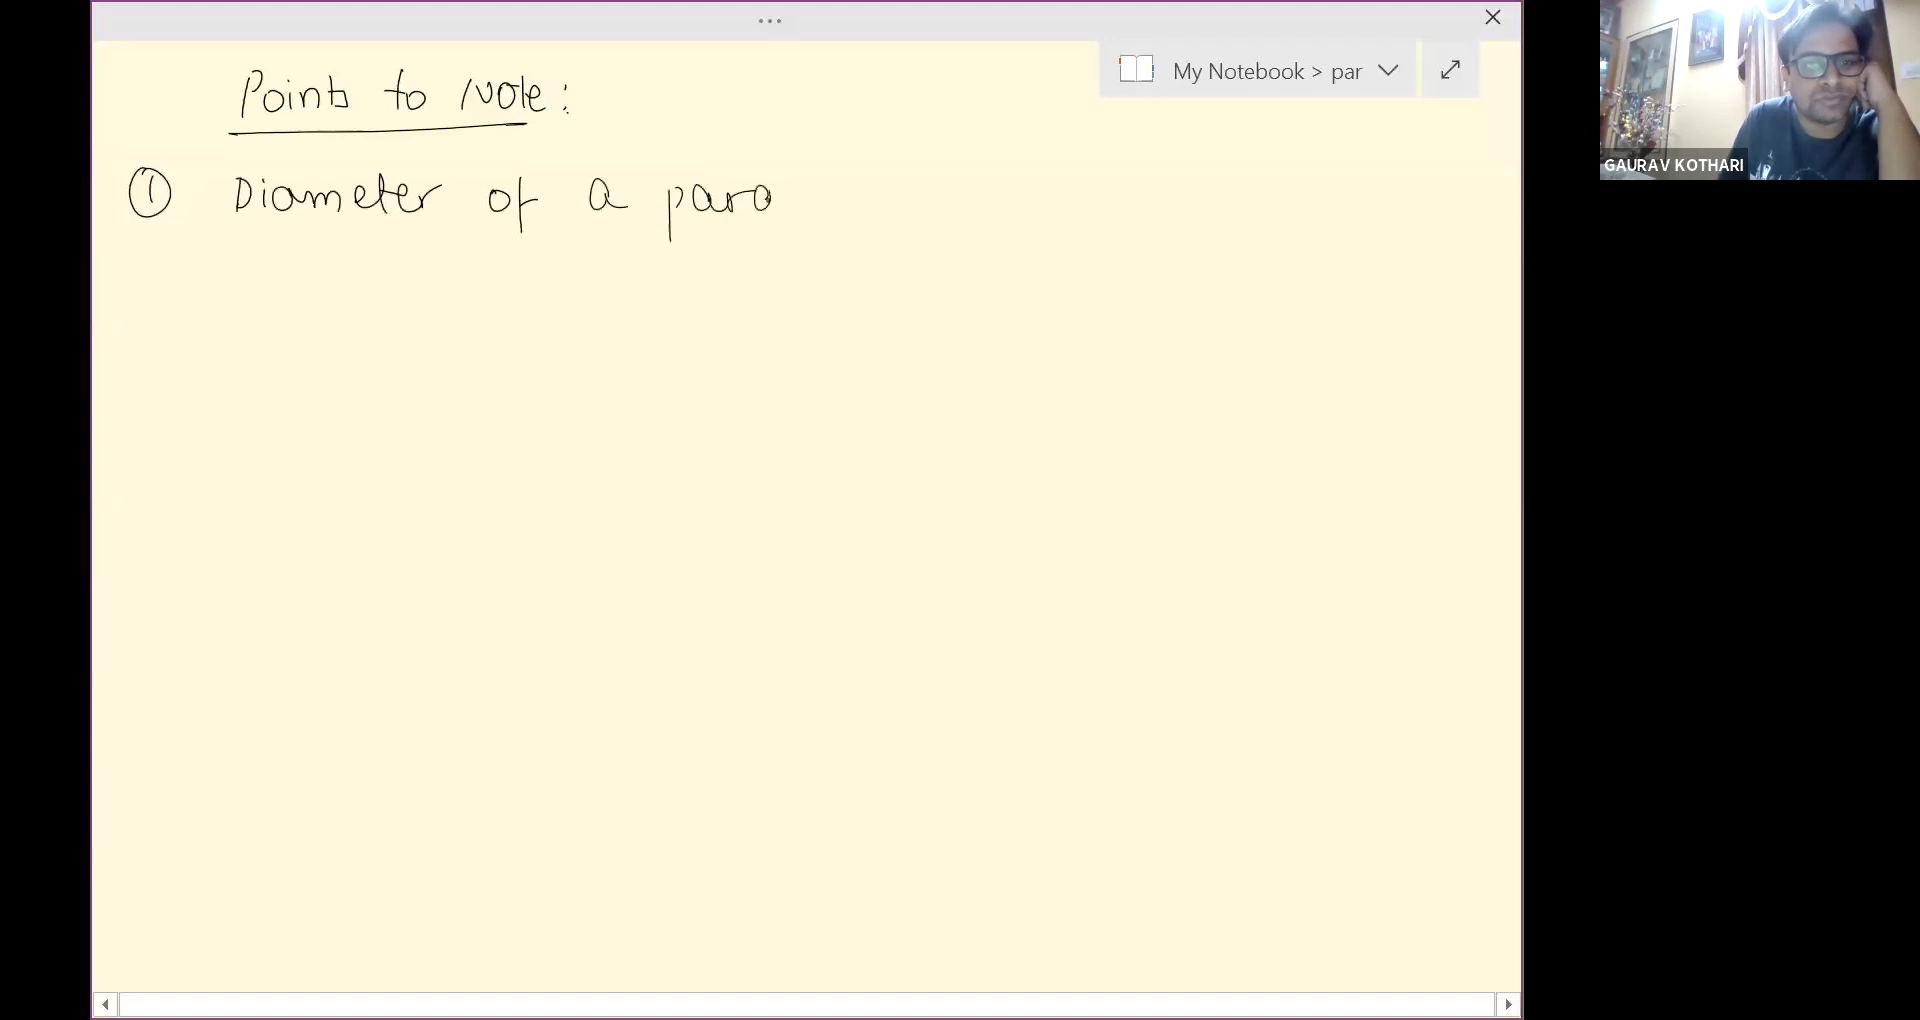 My Notebook > par
Points to Note:
① Diameter of a para
GAURAV KOTHARI